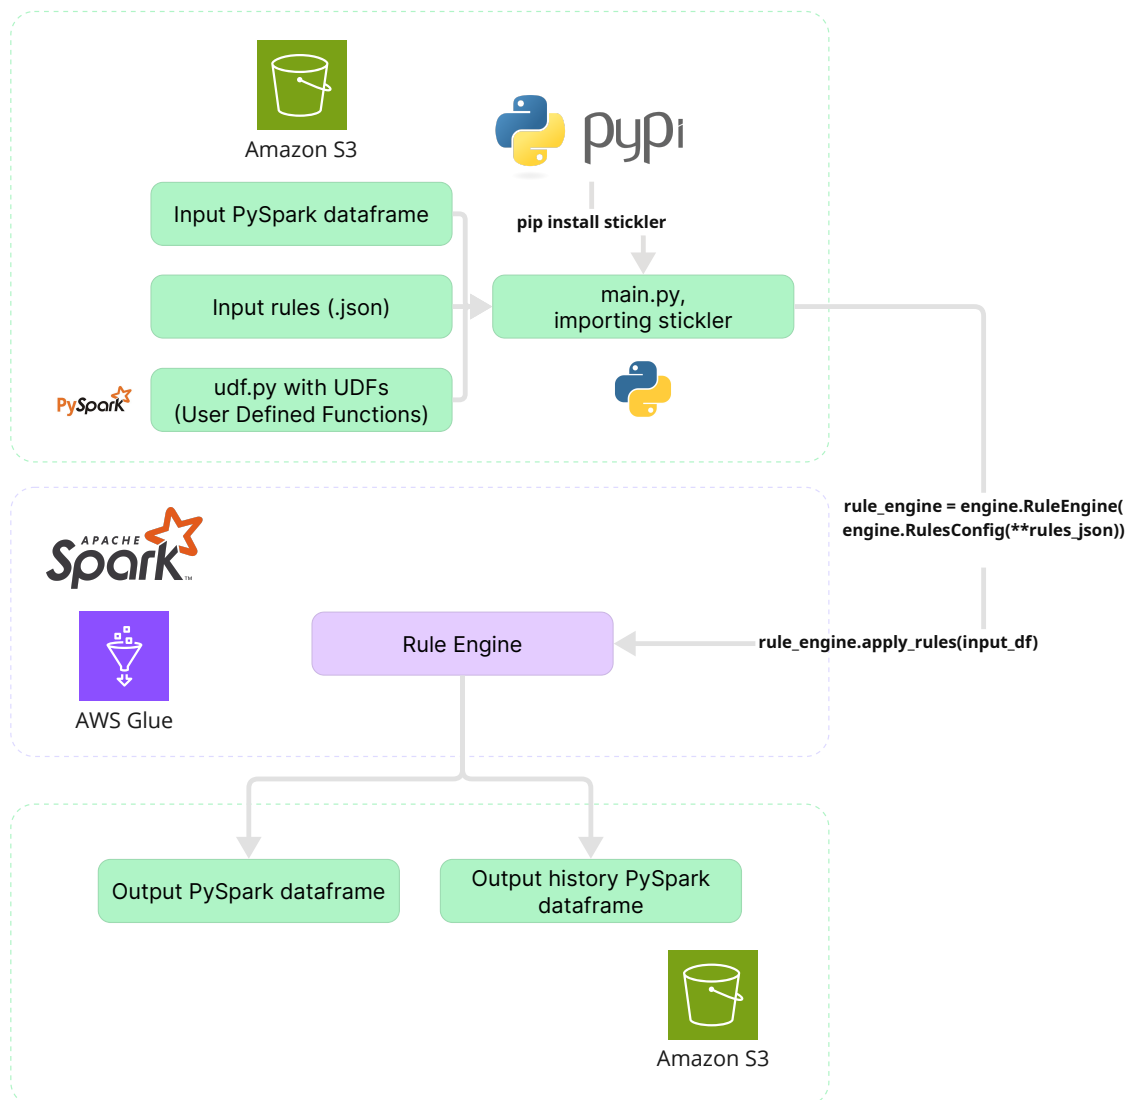 Amazon S3
pypi
Input PySpark dataframe
pip install stickler
Input rules (.json)
main.py,
importing stickler
PySpark
udf.py with UDFs
(User Defined Functions)
rule_engine = engine.RuleEngine(
engine.RulesConfig(**rules_json))
APACHE
Spark™
Rule Engine
rule_engine.apply_rules(input_df)
AWS Glue
Output PySpark dataframe
Output history PySpark
dataframe
Amazon S3